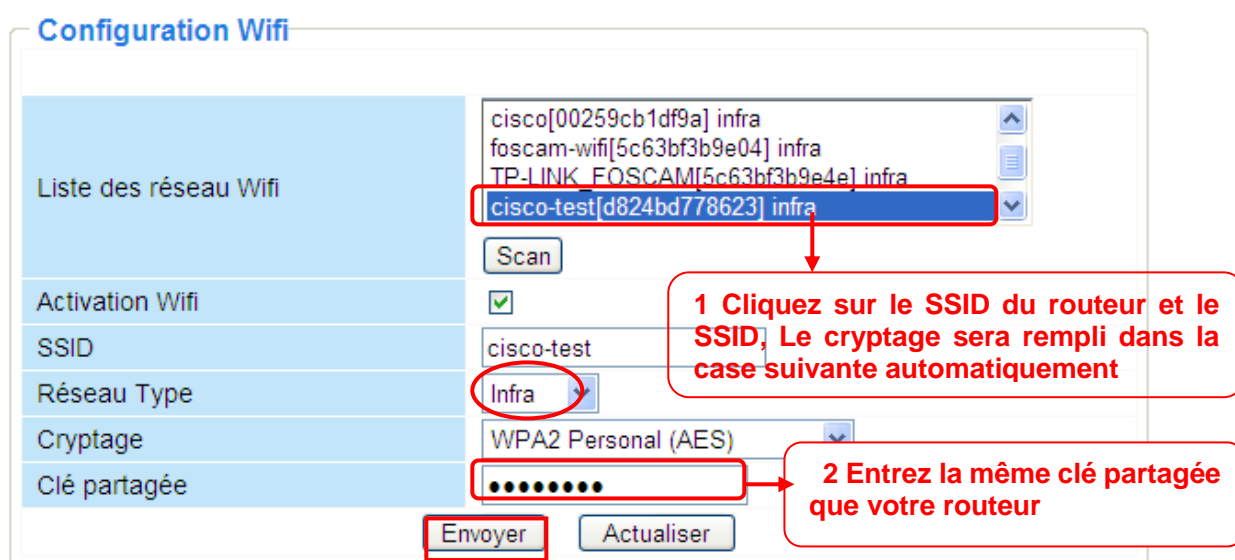 Configuration Wifi
cisco[00259cb1df9a] infra
foscam-wifi[5c63bf3b9e04] infra
TP-LINK_FOSCAM[5c63bf3b9e4e] infra
cisco-test[d824bd778623] infra
Liste des réseau Wifi
Scan
Activation Wifi
1 Cliquez sur le SSID du routeur et le
SSID, Le cryptage sera rempli dans la
case suivante automatiquement
SSID
cisco-test
Réseau Type
Infra
Cryptage
WPA2 Personal (AES)
Clé partagée
••••••••
2 Entrez la même clé partagée
que votre routeur
Envoyer
Actualiser